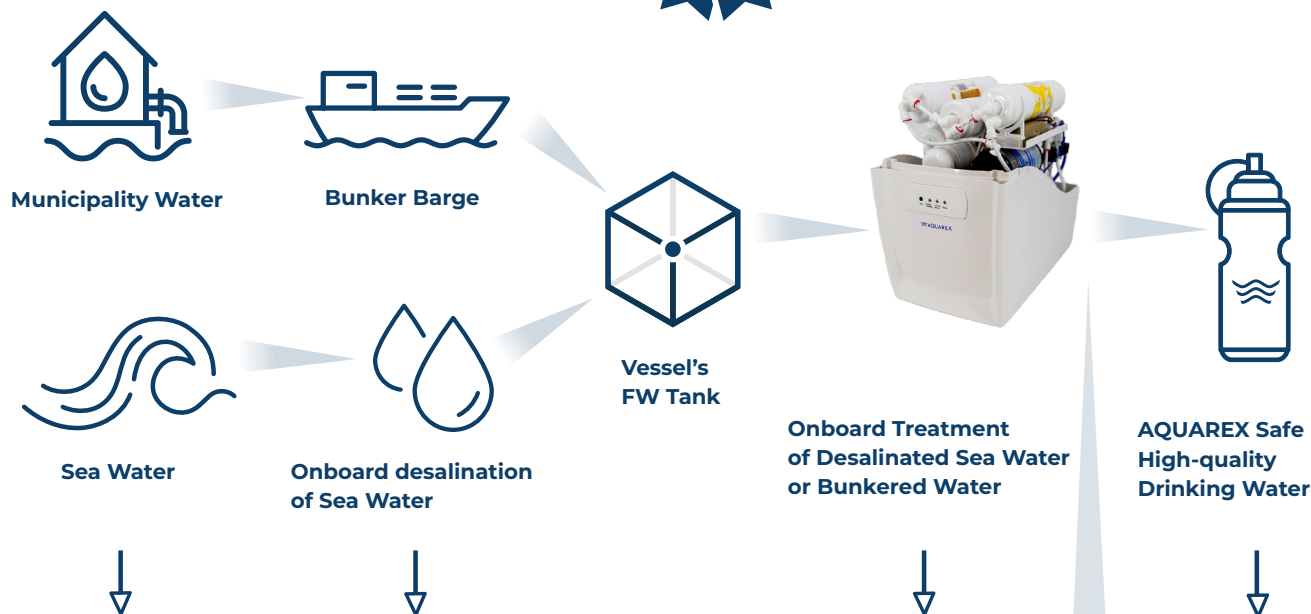 Municipality Water
Bunker Barge
AQUAREX
Vessel's
FW Tank
Sea Water
Onboard desalination
of Sea Water
Onboard Treatment
of Desalinated Sea Water
or Bunkered Water
AQUAREX Safe
High-quality
Drinking Water